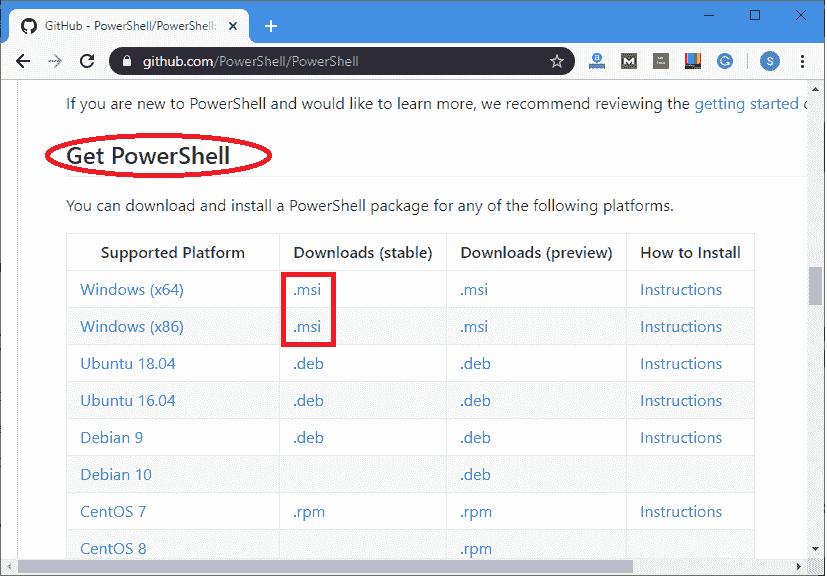 GitHub - PowerShell/PowerShell:
github.com/PowerShell/PowerShell
If you are new to PowerShell and would like to learn more, we recommend reviewing the getting started
Get PowerShell
You can download and install a PowerShell package for any of the following platforms.
Supported Platform Downloads (stable) Downloads (preview) How to Install
Windows (x64) .msi .msi Instructions
Windows (x86) .msi .msi Instructions
Ubuntu 18.04 .deb .deb Instructions
Ubuntu 16.04 .deb .deb Instructions
Debian 9 .deb .deb Instructions
Debian 10 .deb
CentOS 7 .rpm .rpm Instructions
CentOS 8 .rpm